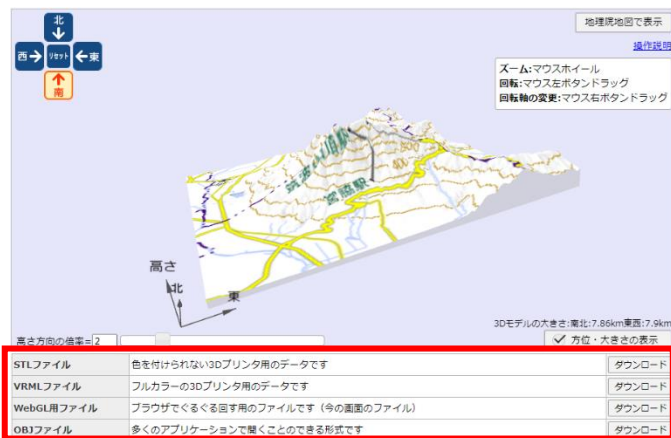 北
西
リセット
東
南
地理院地図で表示
操作説明
ズーム:マウスホイール
回転:マウス左ボタンドラッグ
回転軸の変更:マウス右ボタンドラッグ
筑波山頂駅
宮脇駅
高さ
北
東
3Dモデルの大きさ:南北:7.86km東西:7.9km
高さ方向の倍率=2
方位・大きさの表示
STLファイル 色を付けられない3Dプリンタ用のデータです ダウンロード
VRMLファイル フルカラーの3Dプリンタ用のデータです ダウンロード
WebGL用ファイル ブラウザでぐるぐる回す用のファイルです（今の画面のファイル） ダウンロード
OBJファイル 多くのアプリケーションで開くことのできる形式です ダウンロード